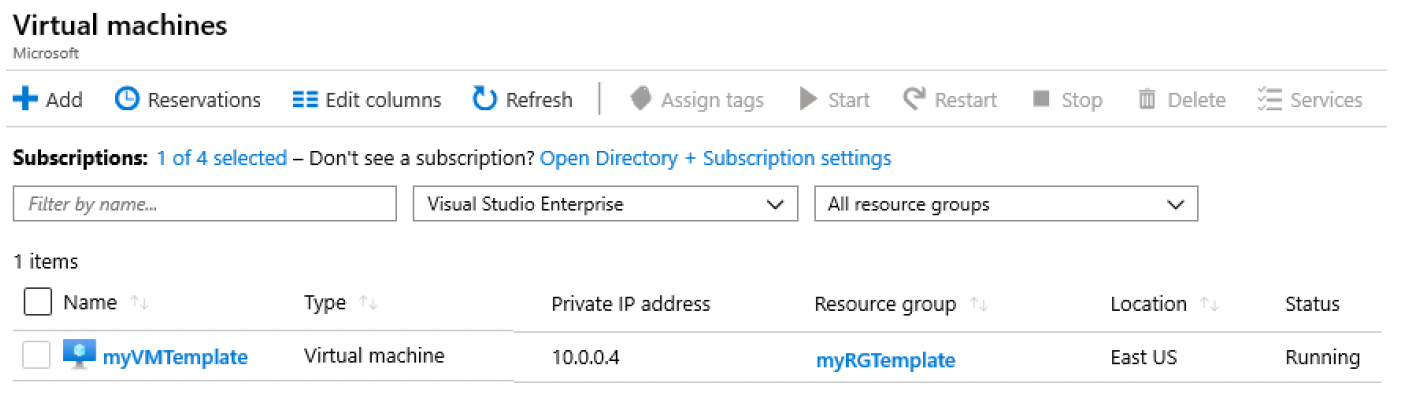 Virtual machines
Microsoft
Add Reservations Edit columns Refresh Assign tags Start Restart Stop Delete Services
Subscriptions: 1 of 4 selected – Don't see a subscription? Open Directory + Subscription settings
Filter by name... Visual Studio Enterprise All resource groups
1 items
Name Type Private IP address Resource group Location Status
myVMTemplate Virtual machine 10.0.0.4 myRGTemplate East US Running